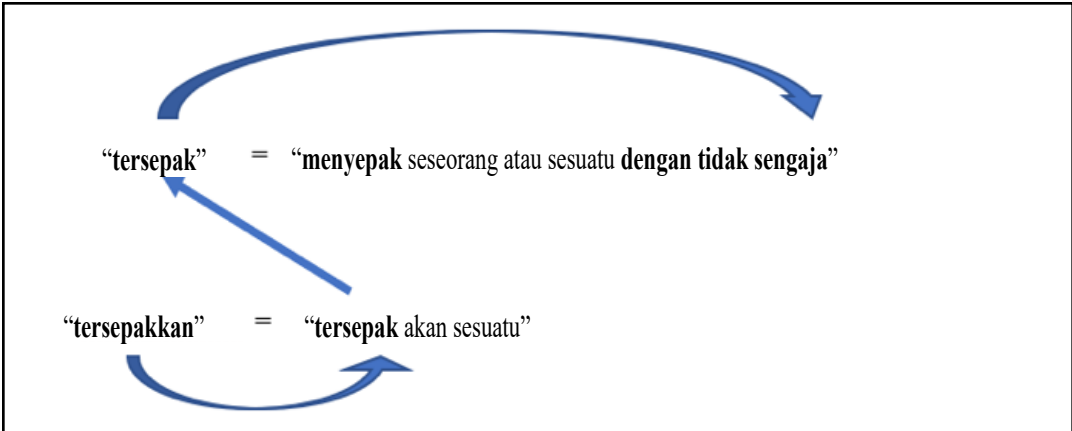 “tersepak” = “menyepak seseorang atau sesuatu dengan tidak sengaja”
“tersepakkan” = “tersepak akan sesuatu”